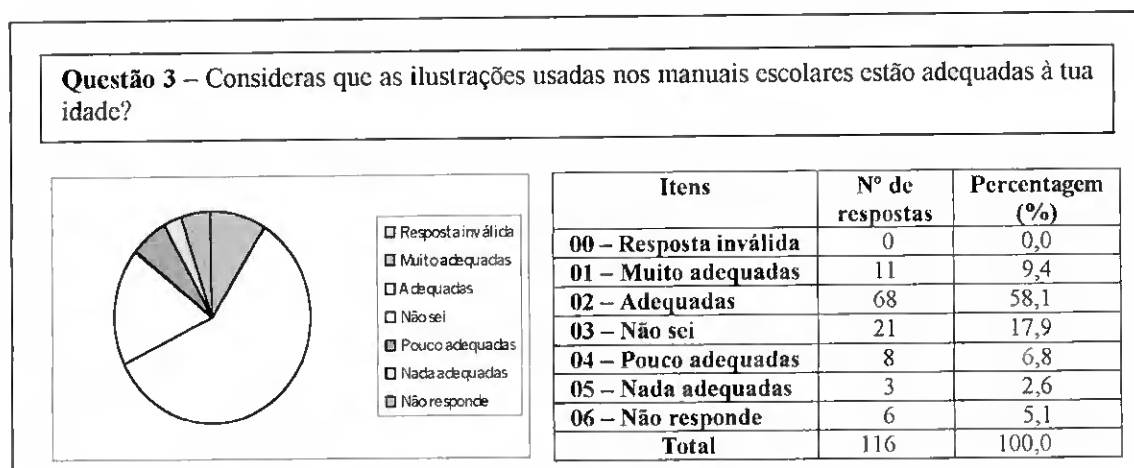 Questão 3 – Consideras que as ilustrações usadas nos manuais escolares estão adequadas à tua
idade?
Resposta inválida
Muito adequadas
Adequadas
Não sei
Pouco adequadas
Nada adequadas
Não responde
Itens Nº de respostas Percentagem (%)
00 – Resposta inválida 0 0,0
01 – Muito adequadas 11 9,4
02 – Adequadas 68 58,1
03 – Não sei 21 17,9
04 – Pouco adequadas 8 6,8
05 – Nada adequadas 3 2,6
06 – Não responde 6 5,1
Total 116 100,0